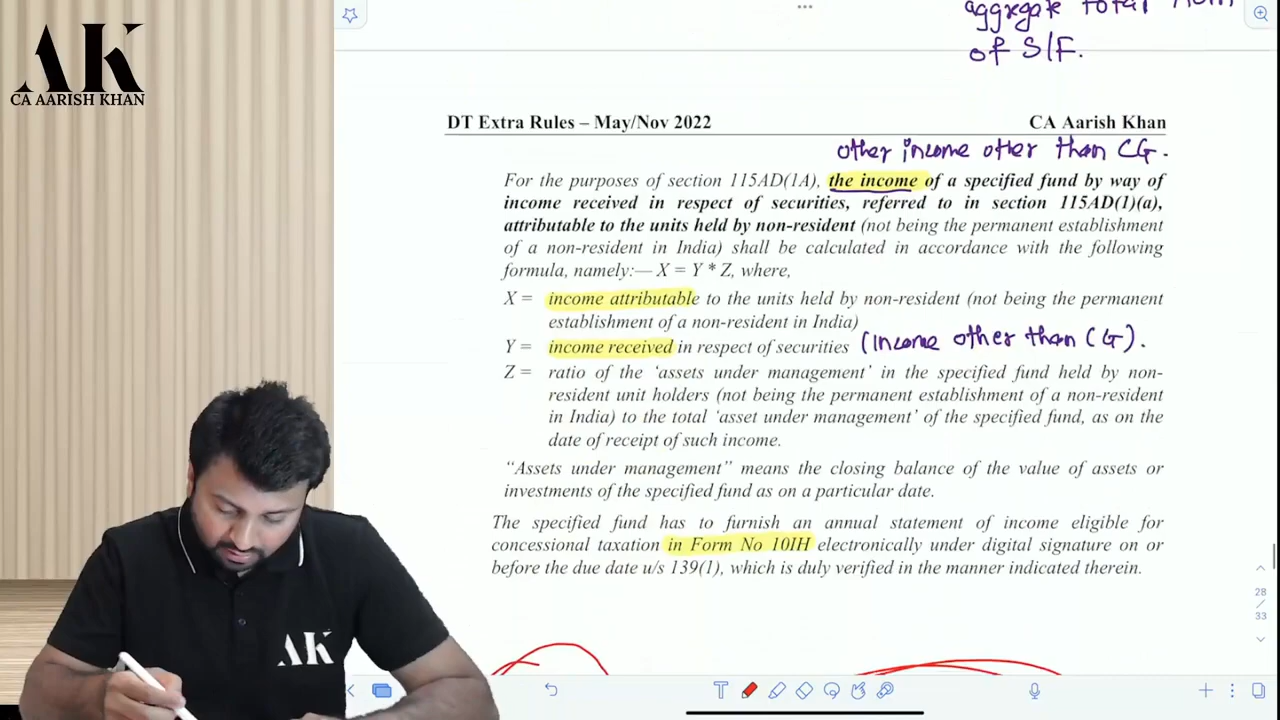 aggregate total AUM
of S/F.
AK
CA AARISH KHAN
DT Extra Rules – May/Nov 2022 CA Aarish Khan
other income other than CG.
For the purposes of section 115AD(1A), the income of a specified fund by way of
income received in respect of securities, referred to in section 115AD(1)(a),
attributable to the units held by non-resident (not being the permanent establishment
of a non-resident in India) shall be calculated in accordance with the following
formula, namely:— X = Y * Z, where,
X = income attributable to the units held by non-resident (not being the permanent
establishment of a non-resident in India)
Y = income received in respect of securities (income other than CG).
Z = ratio of the ‘assets under management’ in the specified fund held by non-
resident unit holders (not being the permanent establishment of a non-resident
in India) to the total ‘asset under management’ of the specified fund, as on the
date of receipt of such income.
“Assets under management” means the closing balance of the value of assets or
investments of the specified fund as on a particular date.
The specified fund has to furnish an annual statement of income eligible for
concessional taxation in Form No 10IH electronically under digital signature on or
before the due date u/s 139(1), which is duly verified in the manner indicated therein.
28
/
33
AK